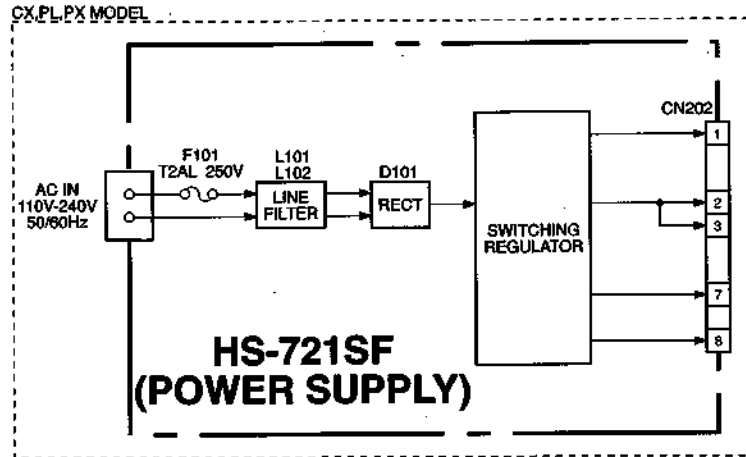 CX,PL,PX MODEL
CN202
F101
T2AL 250V
L101
L102
D101
AC IN
110V-240V
50/60Hz
LINE
FILTER
RECT
SWITCHING
REGULATOR
1
2
3
7
8
HS-721SF
(POWER SUPPLY)